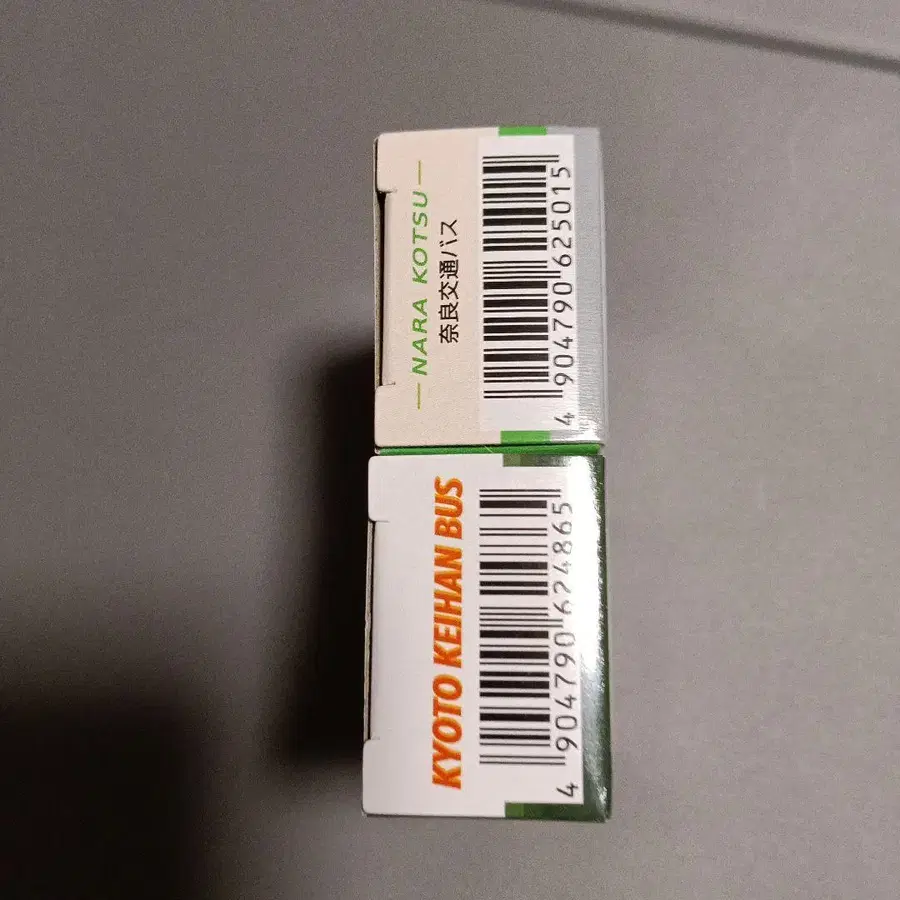 — NARA KOTSU —
奈良交通バス
4 904790 625015
KYOTO KEIHAN BUS
4 904790 624865